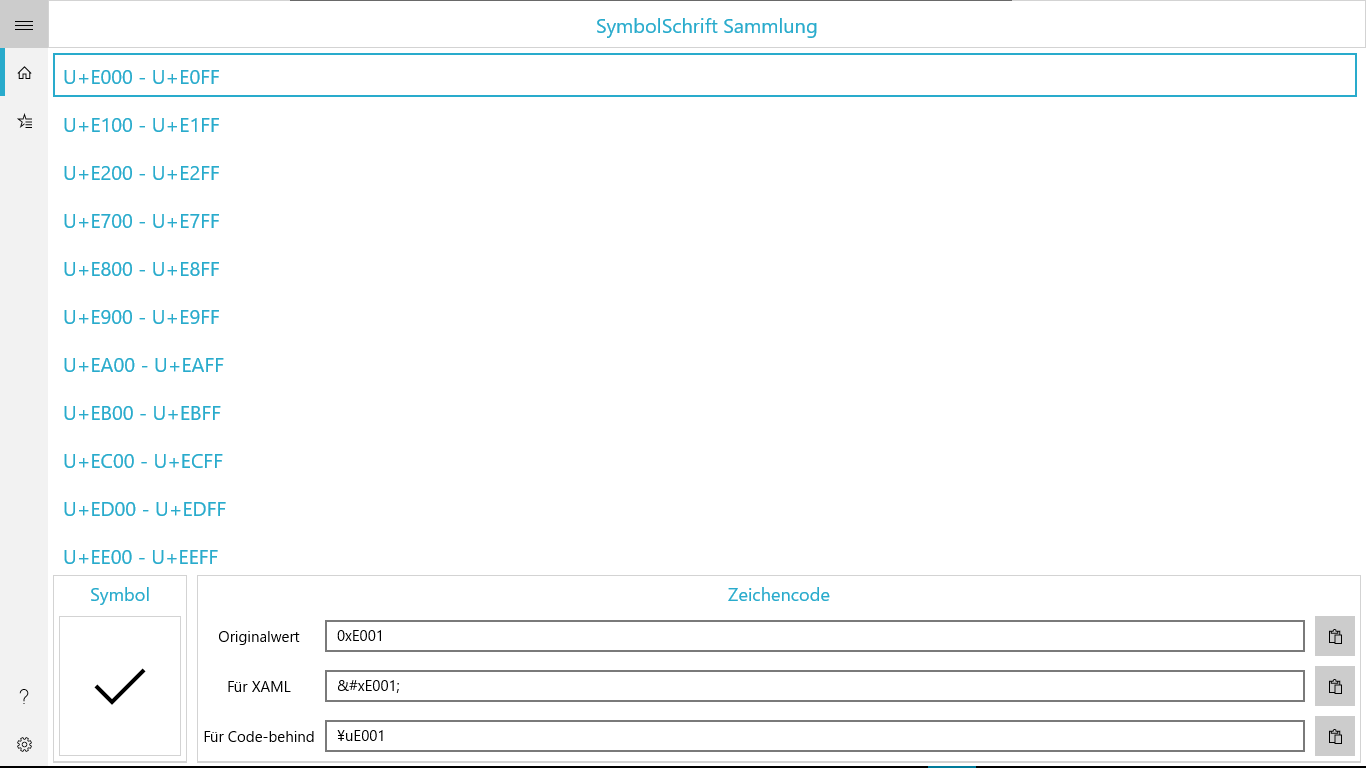 SymbolSchrift Sammlung
U+E000 - U+E0FF
U+E100 - U+E1FF
U+E200 - U+E2FF
U+E700 - U+E7FF
U+E800 - U+E8FF
U+E900 - U+E9FF
U+EA00 - U+EAFF
U+EB00 - U+EBFF
U+EC00 - U+ECFF
U+ED00 - U+EDFF
U+EE00 - U+EEFF
Symbol
Zeichencode
Originalwert 0xE001
Für XAML &#xE001;
Für Code-behind ¥uE001